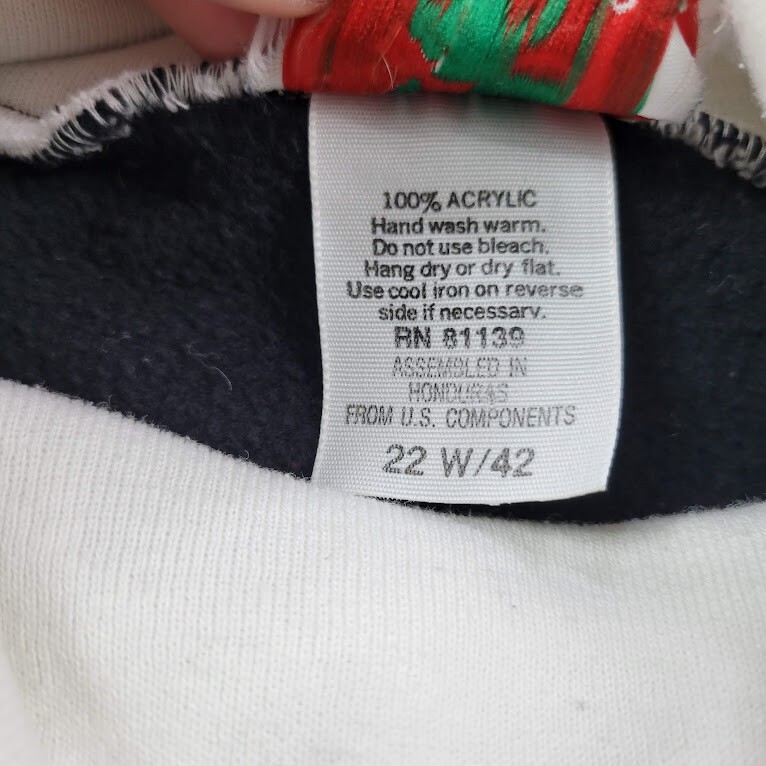 100% ACRYLIC
Hand wash warm.
Do not use bleach.
Hang dry or dry flat.
Use cool iron on reverse
side if necessary.
RN 81139
ASSEMBLED IN
HONDURAS
FROM U.S. COMPONENTS
22 W/42